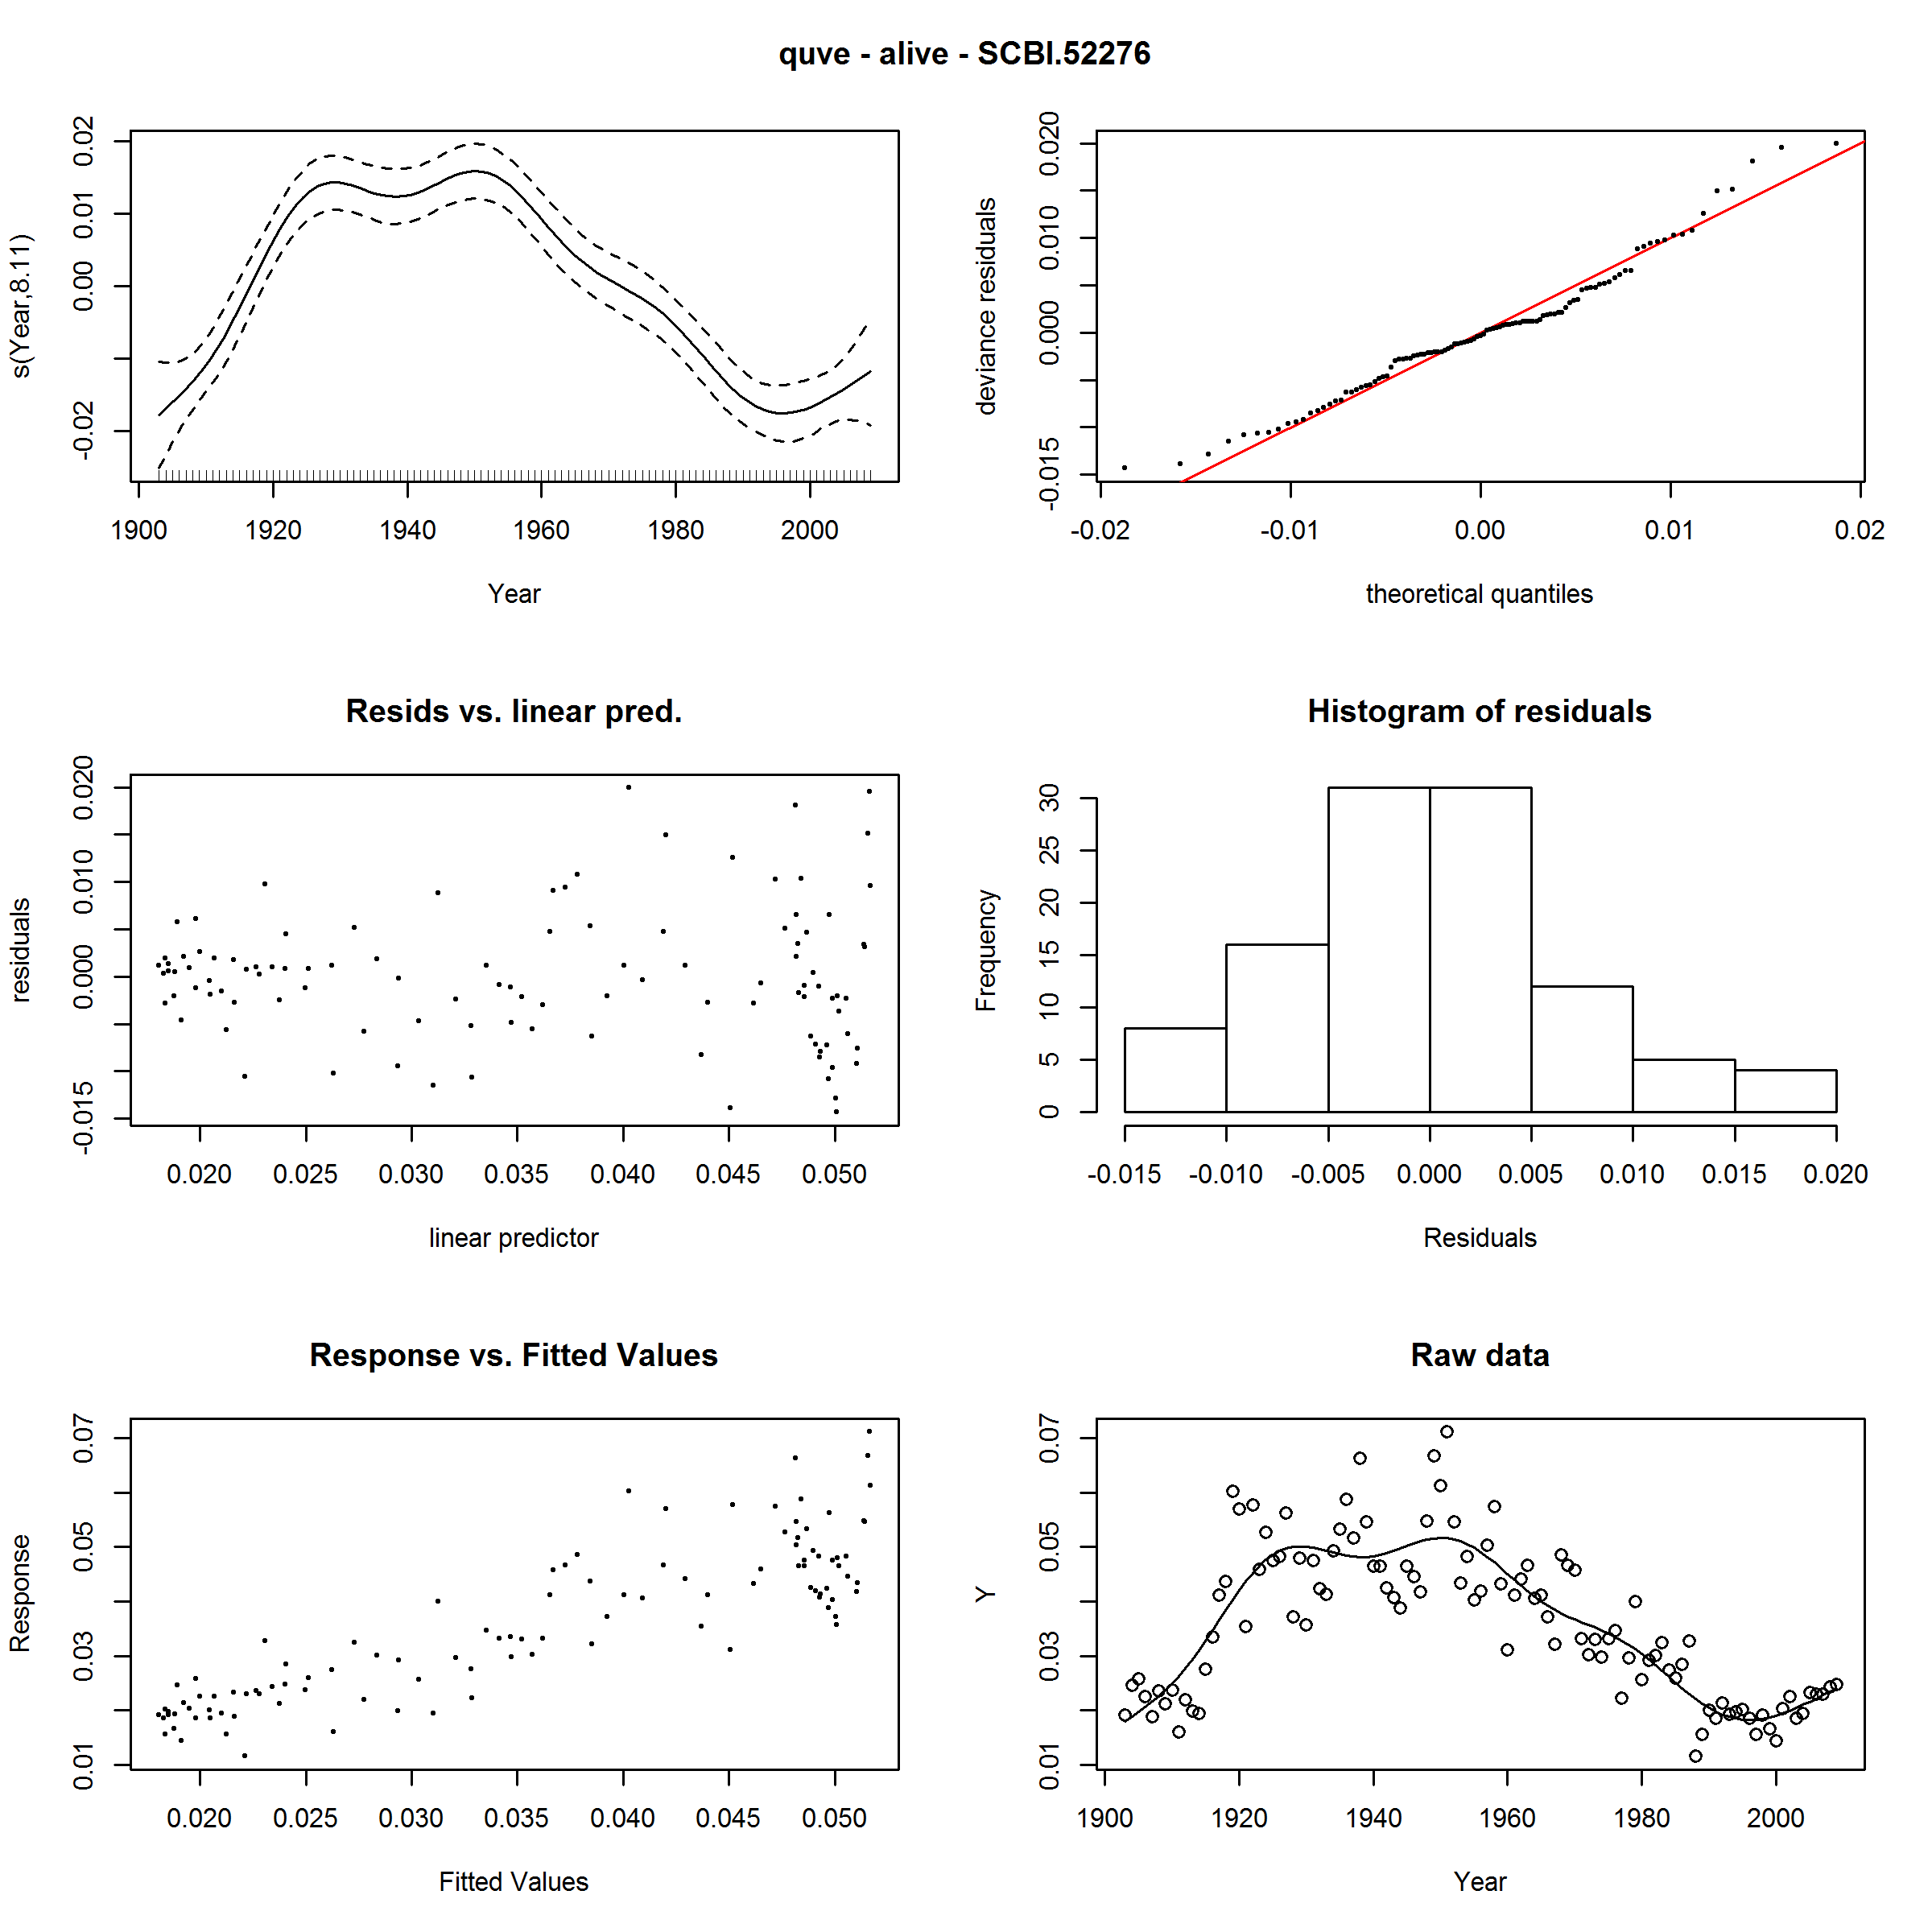 quve - alive - SCBI.52276
s(Year,8.11)
0.02
0.01
0.00
-0.02
1900 1920 1940 1960 1980 2000
Year
deviance residuals
0.020
0.010
0.000
-0.015
-0.02 -0.01 0.00 0.01 0.02
theoretical quantiles
Resids vs. linear pred.
residuals
0.020
0.010
0.000
-0.015
0.020 0.025 0.030 0.035 0.040 0.045 0.050
linear predictor
Histogram of residuals
Frequency
30
25
20
15
10
5
0
-0.015 -0.010 -0.005 0.000 0.005 0.010 0.015 0.020
Residuals
Response vs. Fitted Values
Response
0.07
0.05
0.03
0.01
0.020 0.025 0.030 0.035 0.040 0.045 0.050
Fitted Values
Raw data
Y
0.07
0.05
0.03
0.01
1900 1920 1940 1960 1980 2000
Year